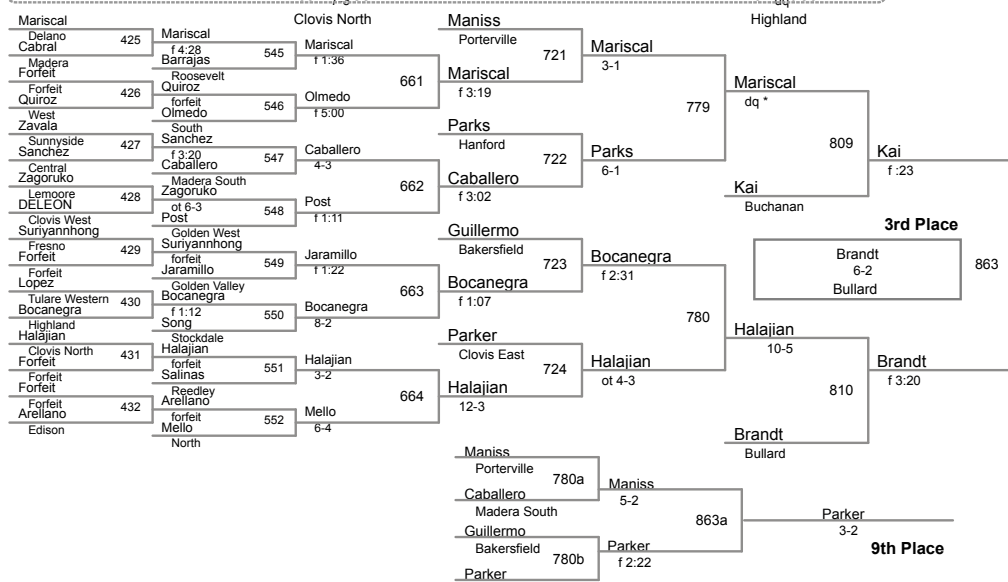 Clovis North
Highland
Mariscal
Delano
425
Cabral
Mariscal
f 4:28
545
Barrajas
Mariscal
f 1:36
661
Maniss
Porterville
721
Mariscal
3-1
Madera
Forfeit
426
Forfeit
Quiroz
Roosevelt
Quiroz
546
forfeit
Olmedo
Olmedo
f 5:00
Mariscal
f 3:19
779
Mariscal
dq *
West
Zavala
427
Sunnyside
Sanchez
South
Sanchez
547
f 3:20
Caballero
Caballero
4-3
662
Parks
Hanford
722
Parks
6-1
809
Kai
f :23
Central
Zagoruko
428
Lemoore
DELEON
Madera South
Zagoruko
548
ot 6-3
Post
Post
f 1:11
Caballero
f 3:02
Kai
Buchanan
3rd Place
Clovis West
Suriyannhong
429
Fresno
Forfeit
Golden West
Suriyannhong
549
forfeit
Jaramillo
Jaramillo
f 1:22
663
Guillermo
Bakersfield
723
Bocanegra
f 2:31
Brandt
6-2
Bullard
863
Forfeit
Lopez
430
Tulare Western
Bocanegra
Golden Valley
Bocanegra
550
f 1:12
Song
Bocanegra
8-2
Bocanegra
f 1:07
780
Halajian
10-5
Highland
Halajian
431
Clovis North
Forfeit
Stockdale
Halajian
551
forfeit
Salinas
Halajian
3-2
664
Parker
Clovis East
724
Halajian
ot 4-3
810
Brandt
f 3:20
Forfeit
Forfeit
432
Forfeit
Arellano
Edison
Reedley
Arellano
552
forfeit
Mello
North
Mello
6-4
Halajian
12-3
Brandt
Bullard
Maniss
Porterville
780a
Caballero
Madera South
Maniss
5-2
863a
Parker
3-2
9th Place
Guillermo
Bakersfield
780b
Parker
Parker
f 2:22